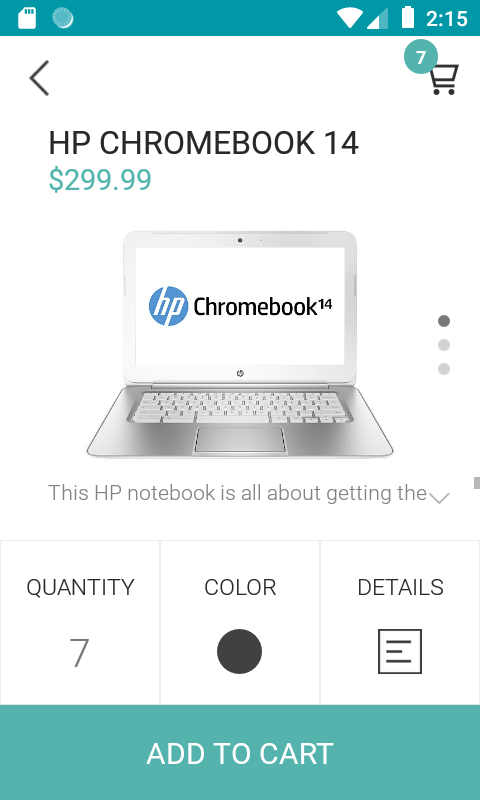 2:15
7
HP CHROMEBOOK 14
$299.99
hp Chromebook14
This HP notebook is all about getting the
QUANTITY
COLOR
DETAILS
7
ADD TO CART